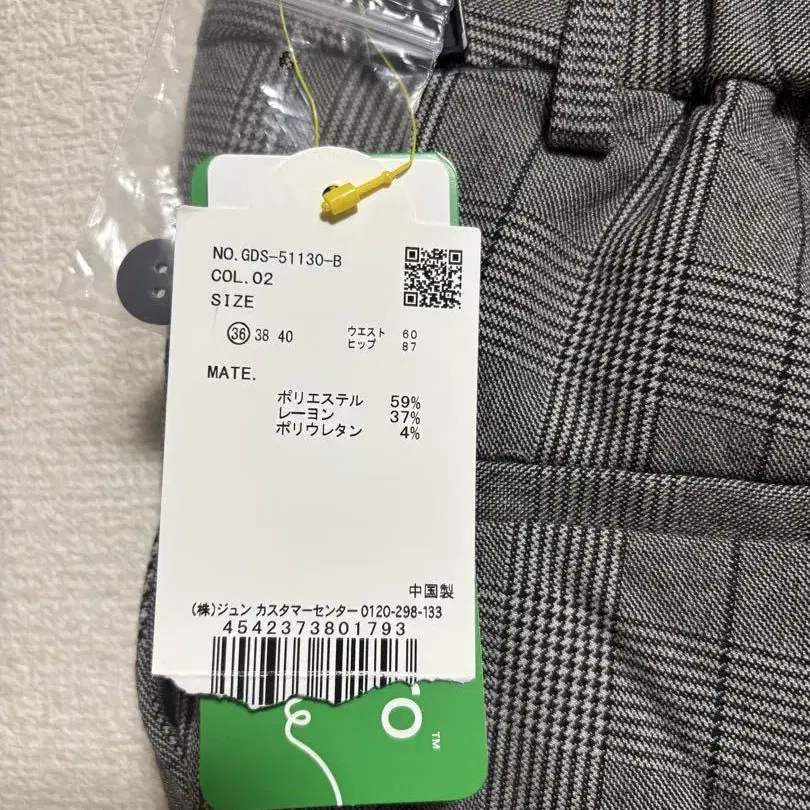 NO.GDS-51130-B
COL.02
SIZE
36 38 40
ウエスト 60
ヒップ 87
MATE.
ポリエステル 59%
レーヨン 37%
ポリウレタン 4%
中国製
(株)ジュン カスタマーセンター 0120-298-133
4542373801793
TM